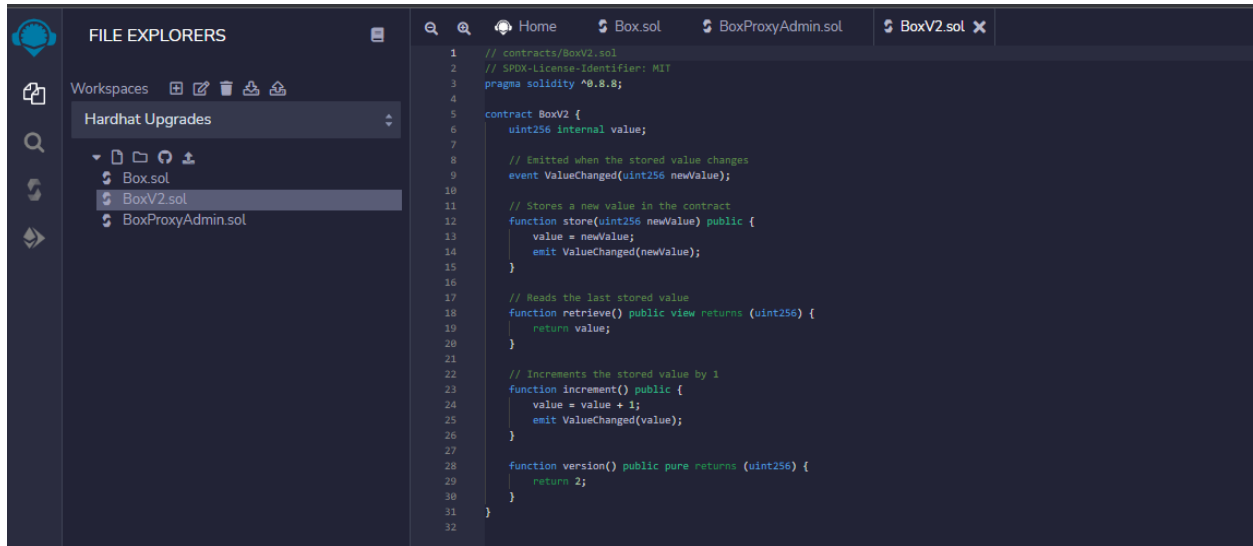 FILE EXPLORERS
Workspaces
Hardhat Upgrades
Box.sol
BoxV2.sol
BoxProxyAdmin.sol
Home Box.sol BoxProxyAdmin.sol BoxV2.sol
1 // contracts/BoxV2.sol
2 // SPDX-License-Identifier: MIT
3 pragma solidity ^0.8.8;
4
5 contract BoxV2 {
6 uint256 internal value;
7
8 // Emitted when the stored value changes
9 event ValueChanged(uint256 newValue);
10
11 // Stores a new value in the contract
12 function store(uint256 newValue) public {
13 value = newValue;
14 emit ValueChanged(newValue);
15 }
16
17 // Reads the last stored value
18 function retrieve() public view returns (uint256) {
19 return value;
20 }
21
22 // Increments the stored value by 1
23 function increment() public {
24 value = value + 1;
25 emit ValueChanged(value);
26 }
27
28 function version() public pure returns (uint256) {
29 return 2;
30 }
31 }
32